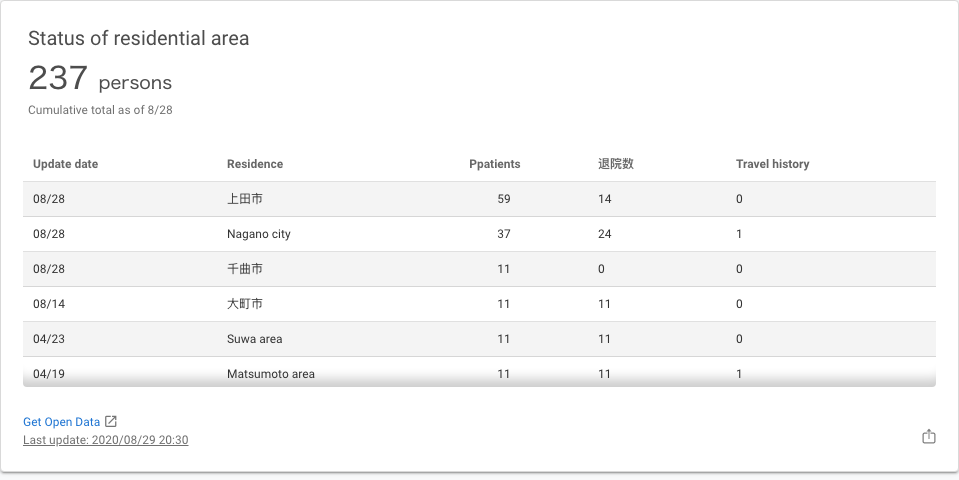 Status of residential area
237 persons
Cumulative total as of 8/28
Update date Residence Ppatients 退院数 Travel history
08/28 上田市 59 14 0
08/28 Nagano city 37 24 1
08/28 千曲市 11 0 0
08/14 大町市 11 11 0
04/23 Suwa area 11 11 0
04/19 Matsumoto area 11 11 1
Get Open Data
Last update: 2020/08/29 20:30